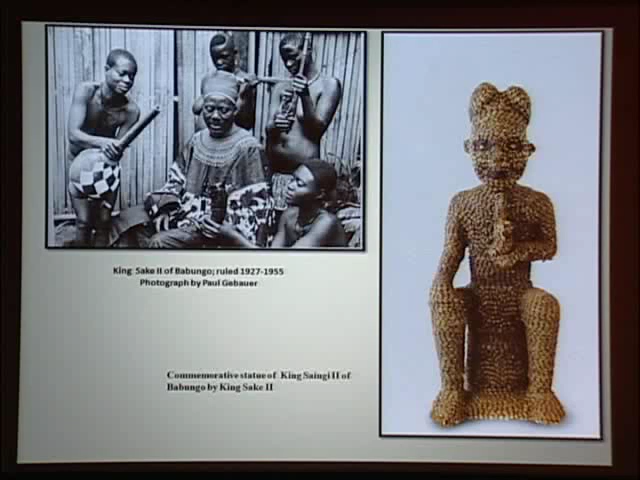 King Sake II of Babungo; ruled 1927-1955
Photograph by Paul Gebauer
Commemorative statue of King Saingi II of
Babungo by King Sake II